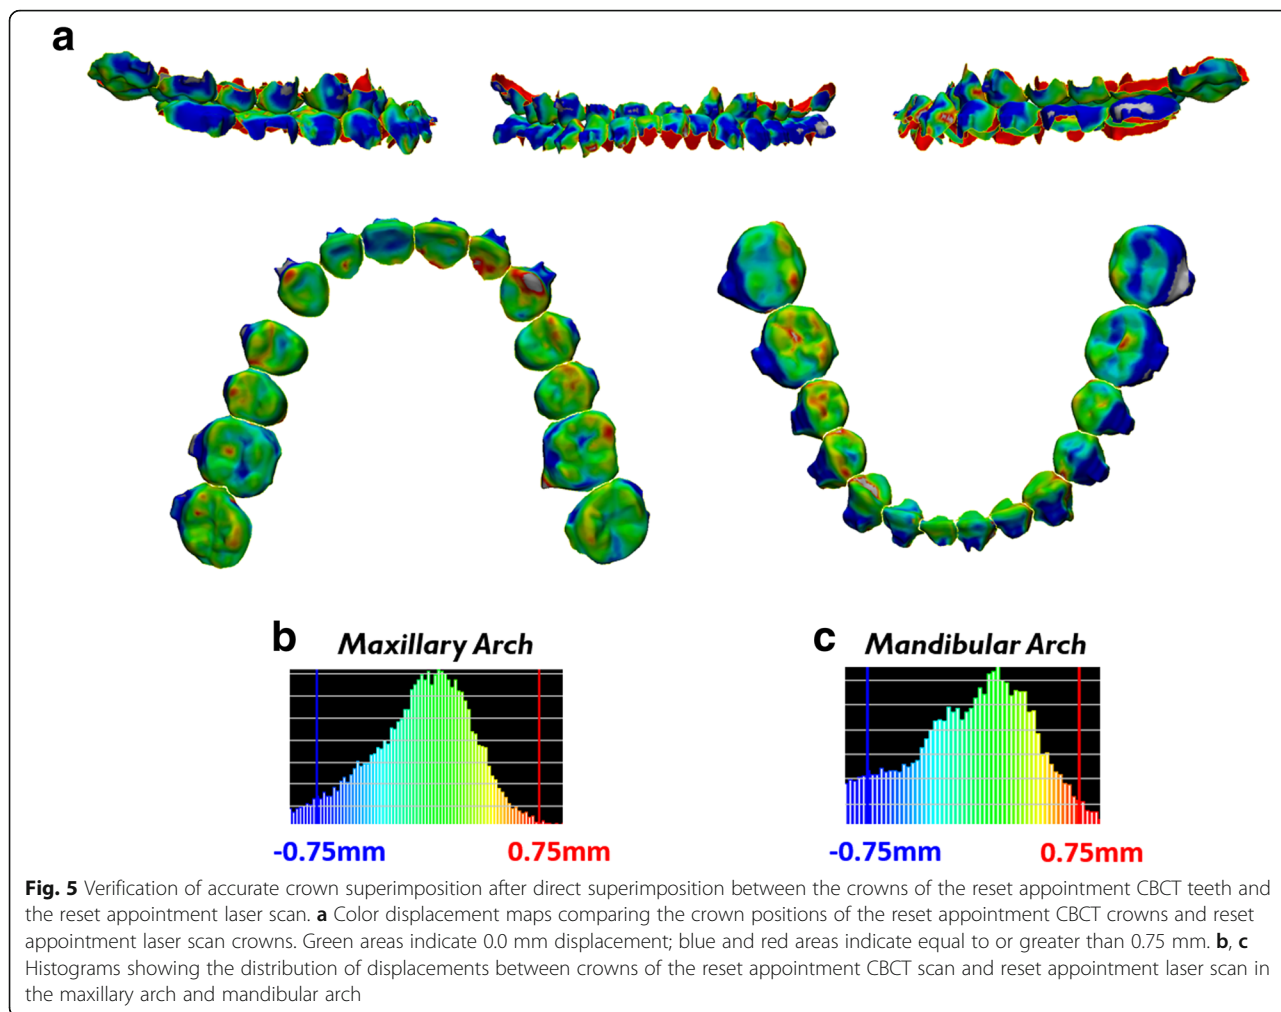 a
b Maxillary Arch
-0.75mm 0.75mm
c Mandibular Arch
-0.75mm 0.75mm
Fig. 5 Verification of accurate crown superimposition after direct superimposition between the crowns of the reset appointment CBCT teeth and
the reset appointment laser scan. a Color displacement maps comparing the crown positions of the reset appointment CBCT crowns and reset
appointment laser scan crowns. Green areas indicate 0.0 mm displacement; blue and red areas indicate equal to or greater than 0.75 mm. b, c
Histograms showing the distribution of displacements between crowns of the reset appointment CBCT scan and reset appointment laser scan in
the maxillary arch and mandibular arch